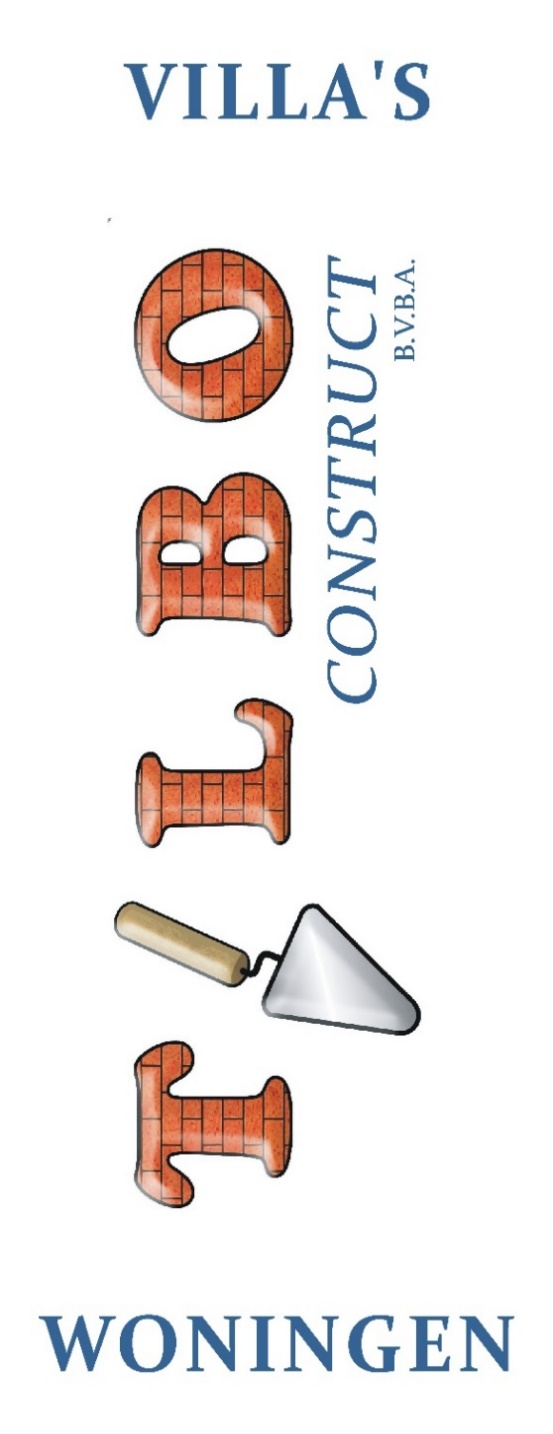 VILLA'S
TILBO
CONSTRUCT
B.V.B.A.
WONINGEN